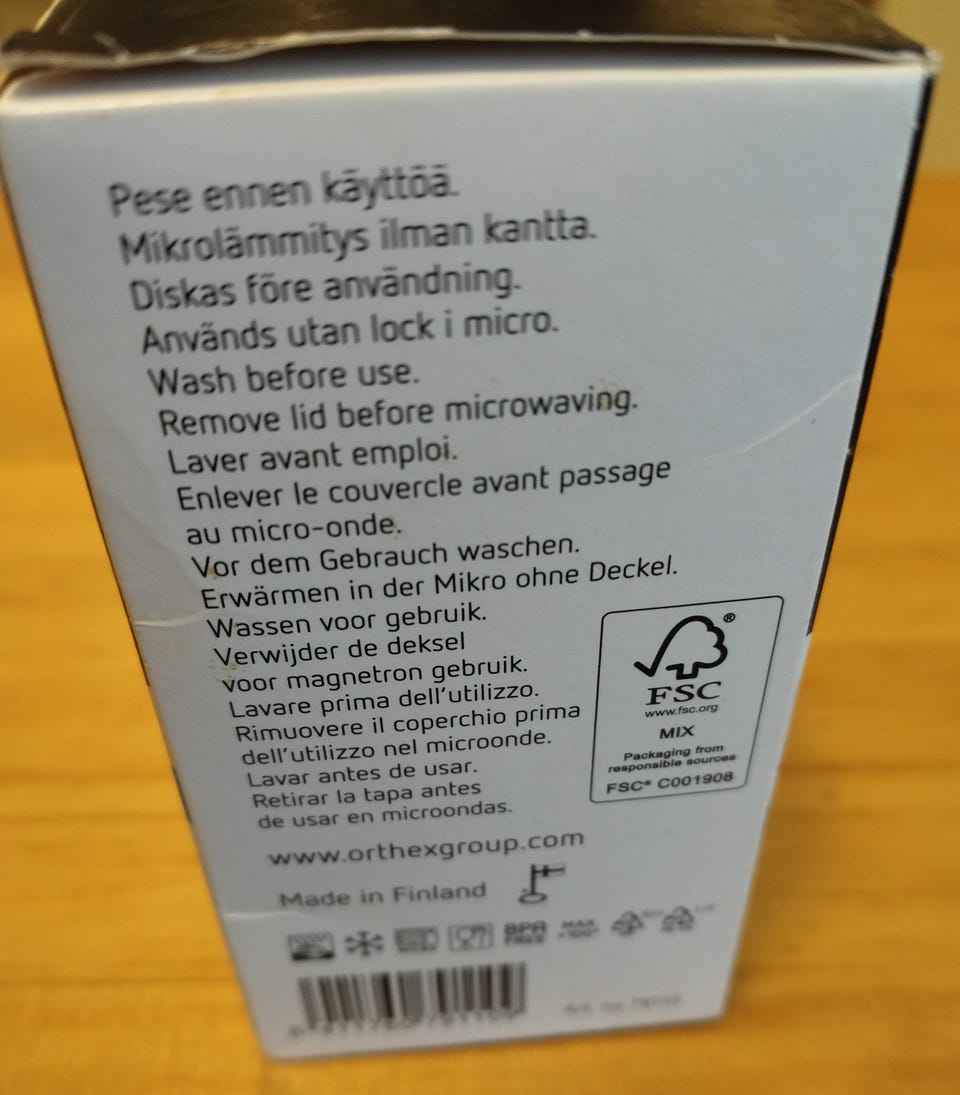 Pese ennen käyttöä.
Mikrolämmitys ilman kantta.
Diskas före användning.
Används utan lock i micro.
Wash before use.
Remove lid before microwaving.
Laver avant emploi.
Enlever le couvercle avant passage
au micro-onde.
Vor dem Gebrauch waschen.
Erwärmen in der Mikro ohne Deckel.
Wassen voor gebruik.
Verwijder de deksel
voor magnetron gebruik.
Lavare prima dell'utilizzo.
Rimuovere il coperchio prima
dell'utilizzo nel microonde.
Lavar antes de usar.
Retirar la tapa antes
de usar en microondas.
®
FSC
www.fsc.org
MIX
Packaging from
responsible sources
FSC® C001908
www.orthexgroup.com
Made in Finland
BPA
FREE
MAX
Art. no.